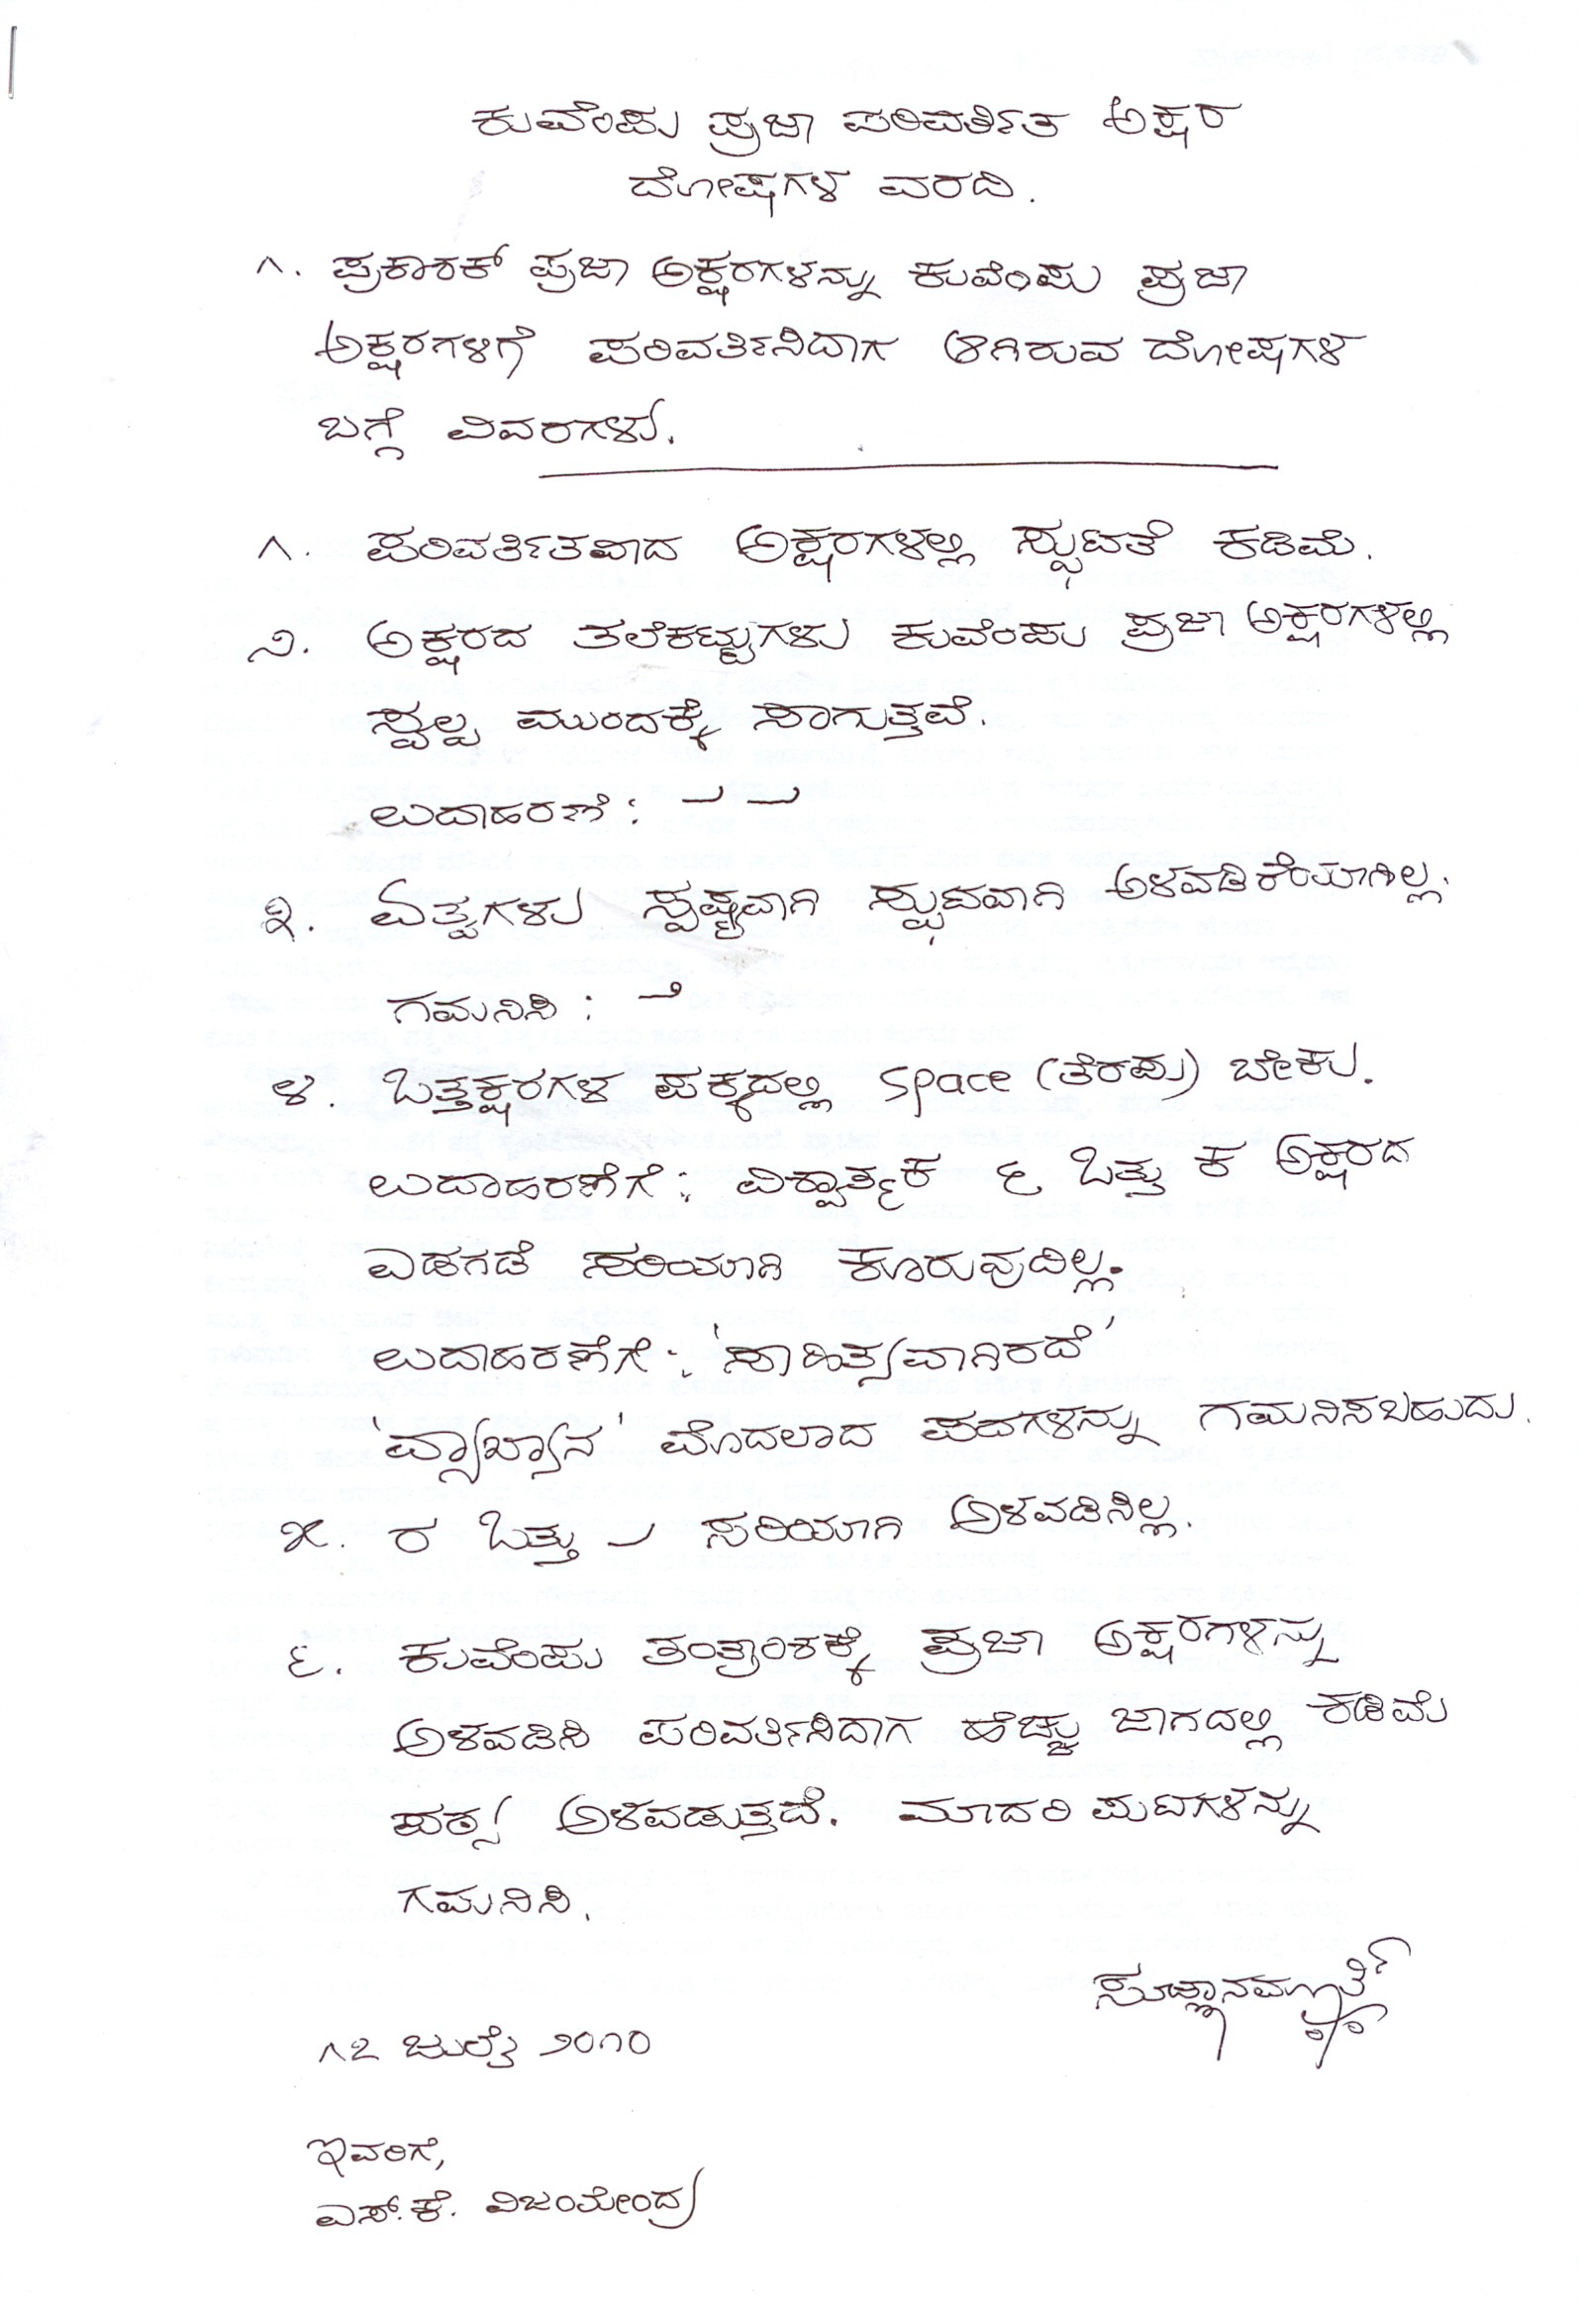 ಕುವೆಂಪು ಪ್ರಜಾ ಪರಿವರ್ತಿತ ಅಕ್ಷರ
ದೋಷಗಳ ವರದಿ.
೧. ಪ್ರಕಾಶಕ್ ಪ್ರಜಾ ಅಕ್ಷರಗಳನ್ನು ಕುವೆಂಪು ಪ್ರಜಾ
ಅಕ್ಷರಗಳಿಗೆ ಪರಿವರ್ತಿಸಿದಾಗ ಆಗಿರುವ ದೋಷಗಳ
ಬಗ್ಗೆ ವಿವರಗಳು.
೧. ಪರಿವರ್ತಿತವಾದ ಅಕ್ಷರಗಳಲ್ಲಿ ಸ್ಫುಟತೆ ಕಡಿಮೆ.
೨. ಅಕ್ಷರದ ತಲೆಕಟ್ಟುಗಳು ಕುವೆಂಪು ಪ್ರಜಾ ಅಕ್ಷರಗಳಲ್ಲಿ
ಸ್ವಲ್ಪ ಮುಂದಕ್ಕೆ ಸಾಗುತ್ತವೆ.
ಉದಾಹರಣೆ :
೩. ಏತ್ವಗಳು ಸ್ಪಷ್ಟವಾಗಿ ಸ್ಫುಟವಾಗಿ ಅಳವಡಿಕೆಯಾಗಿಲ್ಲ.
ಗಮನಿಸಿ :
೪. ಒತ್ತಕ್ಷರಗಳ ಪಕ್ಕದಲ್ಲಿ space (ತೆರಪು) ಬೇಕು.
ಉದಾಹರಣೆಗೆ : ವಿಶ್ವಾರ್ತ್ಯಕ ೯ ಒತ್ತು ಕ ಅಕ್ಷರದ
ಎಡಗಡೆ ಸರಿಯಾಗಿ ಕೂರುವುದಿಲ್ಲ.
ಉದಾಹರಣೆಗೆ : 'ಸಾಹಿತ್ಯವಾಗಿರದೆ'
'ವ್ಯಾಖ್ಯಾನ' ಮೊದಲಾದ ಪದಗಳನ್ನು ಗಮನಿಸಬಹುದು.
೫. ರ ಒತ್ತು ಸರಿಯಾಗಿ ಅಳವಡಿಸಿಲ್ಲ.
೬. ಕುವೆಂಪು ತಂತ್ರಾಂಶಕ್ಕೆ ಪ್ರಜಾ ಅಕ್ಷರಗಳನ್ನು
ಅಳವಡಿಸಿ ಪರಿವರ್ತಿಸಿದಾಗ ಹೆಚ್ಚು ಜಾಗದಲ್ಲಿ ಕಡಿಮೆ
ಪಠ್ಯ ಅಳವಡುತ್ತದೆ. ಮಾದರಿ ಪುಟಗಳನ್ನು
ಗಮನಿಸಿ.
ಸುಜ್ಞಾನಮೂರ್ತಿ
೧೭ ಜುಲೈ ೨೦೧೦
ಇವರಿಗೆ,
ಎಸ್.ಕೆ. ವಿಜಯೇಂದ್ರ